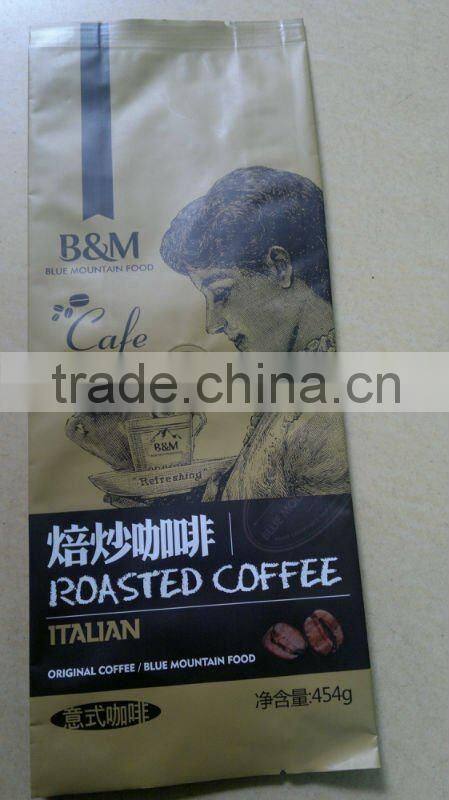 B&M
BLUE MOUNTAIN FOOD
Cafe
trade.china.cn
B&M
"Refreshing"
焙炒咖啡
ROASTED COFFEE
ITALIAN
ORIGINAL COFFEE / BLUE MOUNTAIN FOOD
净含量:454g
意式咖啡